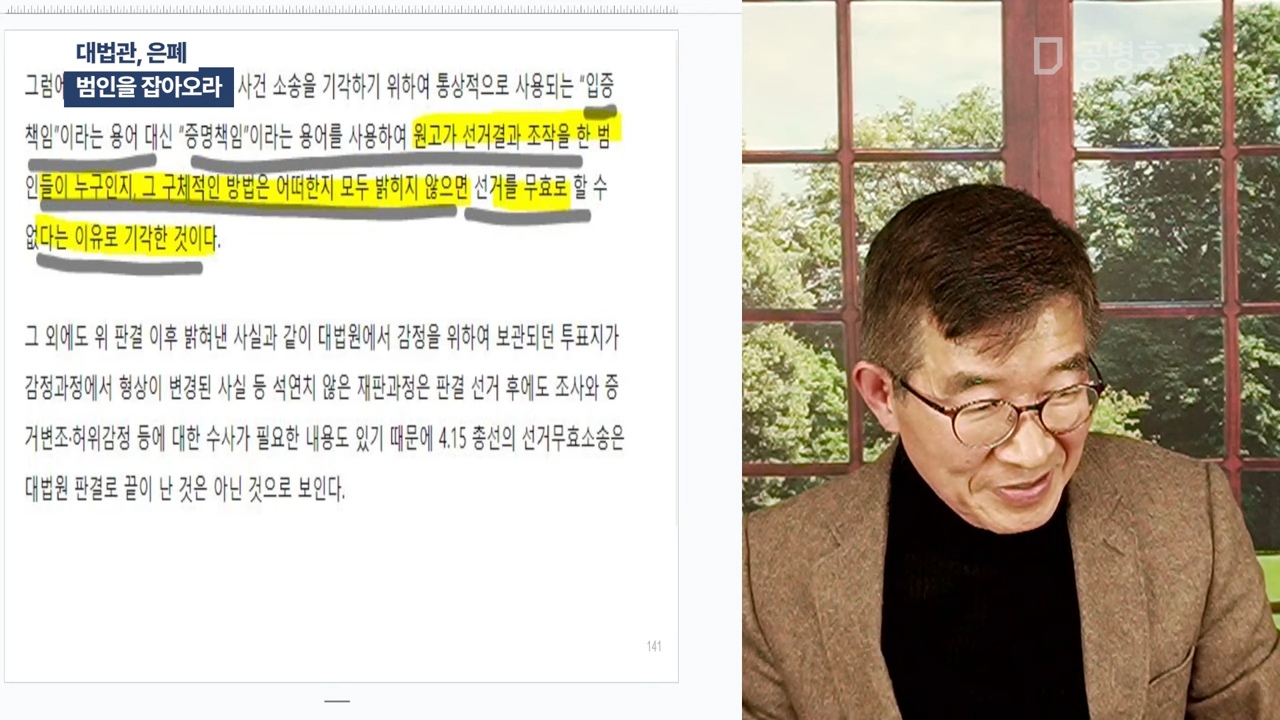 대법관, 은폐
범인을 잡아오라
그럼에 사건 소송을 기각하기 위하여 통상적으로 사용되는 “입증
책임”이라는 용어 대신 “증명책임”이라는 용어를 사용하여 원고가 선거결과 조작을 한 범
인들이 누구인지, 그 구체적인 방법은 어떠한지 모두 밝히지 않으면 선거를 무효로 할 수
없다는 이유로 기각한 것이다.
그 외에도 위 판결 이후 밝혀낸 사실과 같이 대법원에서 감정을 위하여 보관되던 투표지가
감정과정에서 형상이 변경된 사실 등 석연치 않은 재판과정은 판결 선거 후에도 조사와 증
거변조·허위감정 등에 대한 수사가 필요한 내용도 있기 때문에 4.15 총선의 선거무효소송은
대법원 판결로 끝이 난 것은 아닌 것으로 보인다.
141
공병호